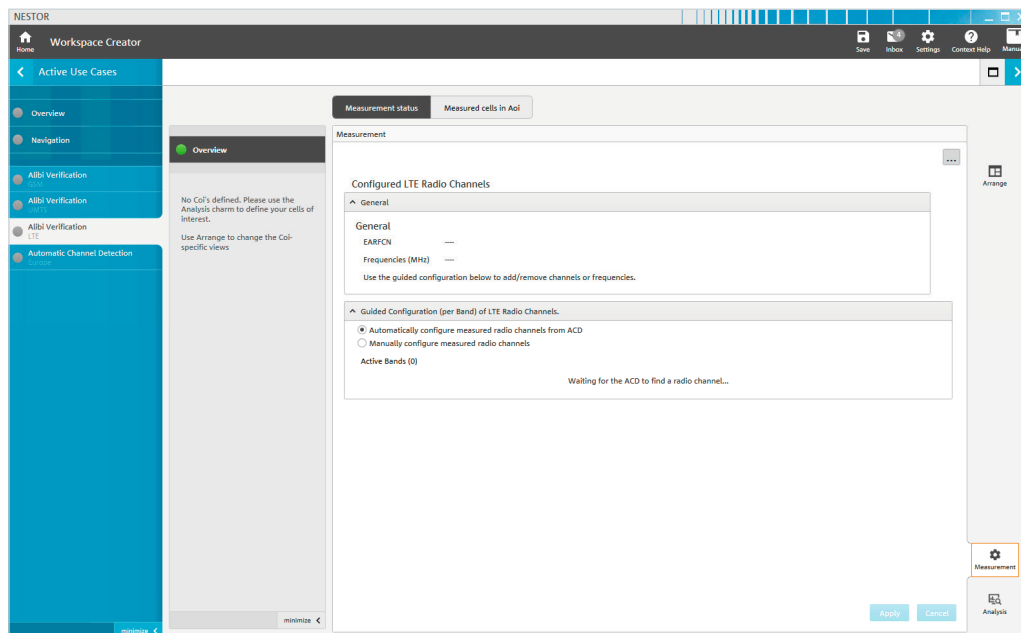 NESTOR
Home
Workspace Creator
Save
Inbox
4
Settings
Context Help
Manua
Active Use Cases
Overview
Navigation
Alibi Verification
GSM
Alibi Verification
UMTS
Alibi Verification
LTE
Automatic Channel Detection
Europe
minimize
Overview
No Coi's defined. Please use the
Analysis charm to define your cells of
interest.
Use Arrange to change the Coi-
specific views
minimize
Measurement status
Measured cells in Aoi
Measurement
...
Configured LTE Radio Channels
General
General
EARFCN ----
Frequencies (MHz) ----
Use the guided configuration below to add/remove channels or frequencies.
Guided Configuration (per Band) of LTE Radio Channels.
Automatically configure measured radio channels from ACD
Manually configure measured radio channels
Active Bands (0)
Waiting for the ACD to find a radio channel...
Apply
Cancel
Arrange
Measurement
Analysis